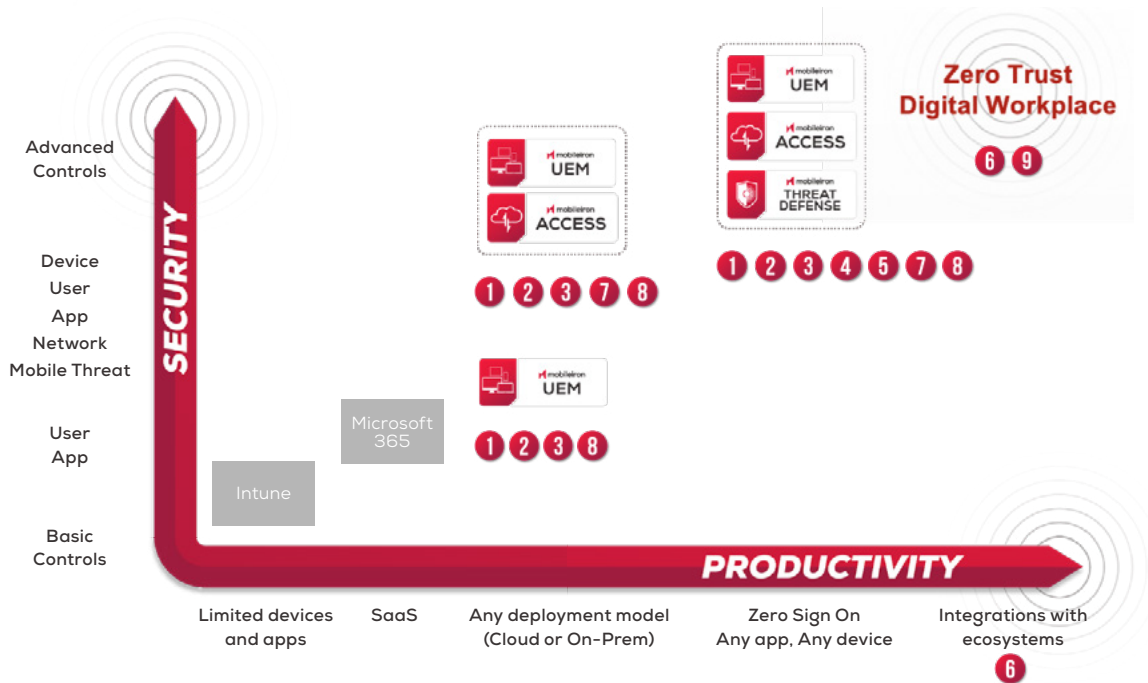 Zero Trust
Digital Workplace
6 9
mobileiron
UEM
mobileiron
ACCESS
mobileiron
THREAT
DEFENSE
1 2 3 4 5 7 8
mobileiron
UEM
mobileiron
ACCESS
1 2 3 7 8
mobileiron
UEM
1 2 3 8
Microsoft
365
Intune
Advanced
Controls
Device
User
App
Network
Mobile Threat
User
App
Basic
Controls
SECURITY
PRODUCTIVITY
Limited devices
and apps
SaaS
Any deployment model
(Cloud or On-Prem)
Zero Sign On
Any app, Any device
Integrations with
ecosystems
6